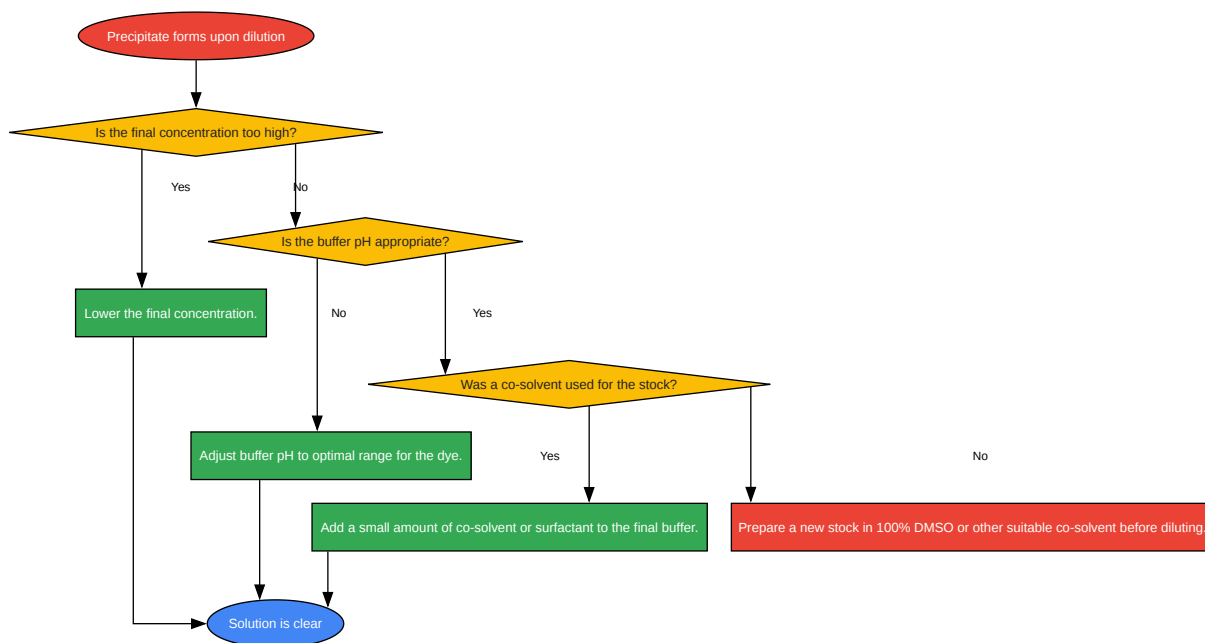 Precipitate forms upon dilution
Is the final concentration too high?
Yes
No
Is the buffer pH appropriate?
Lower the final concentration.
No
Yes
Was a co-solvent used for the stock?
Adjust buffer pH to optimal range for the dye.
Yes
No
Add a small amount of co-solvent or surfactant to the final buffer.
Prepare a new stock in 100% DMSO or other suitable co-solvent before diluting.
Solution is clear